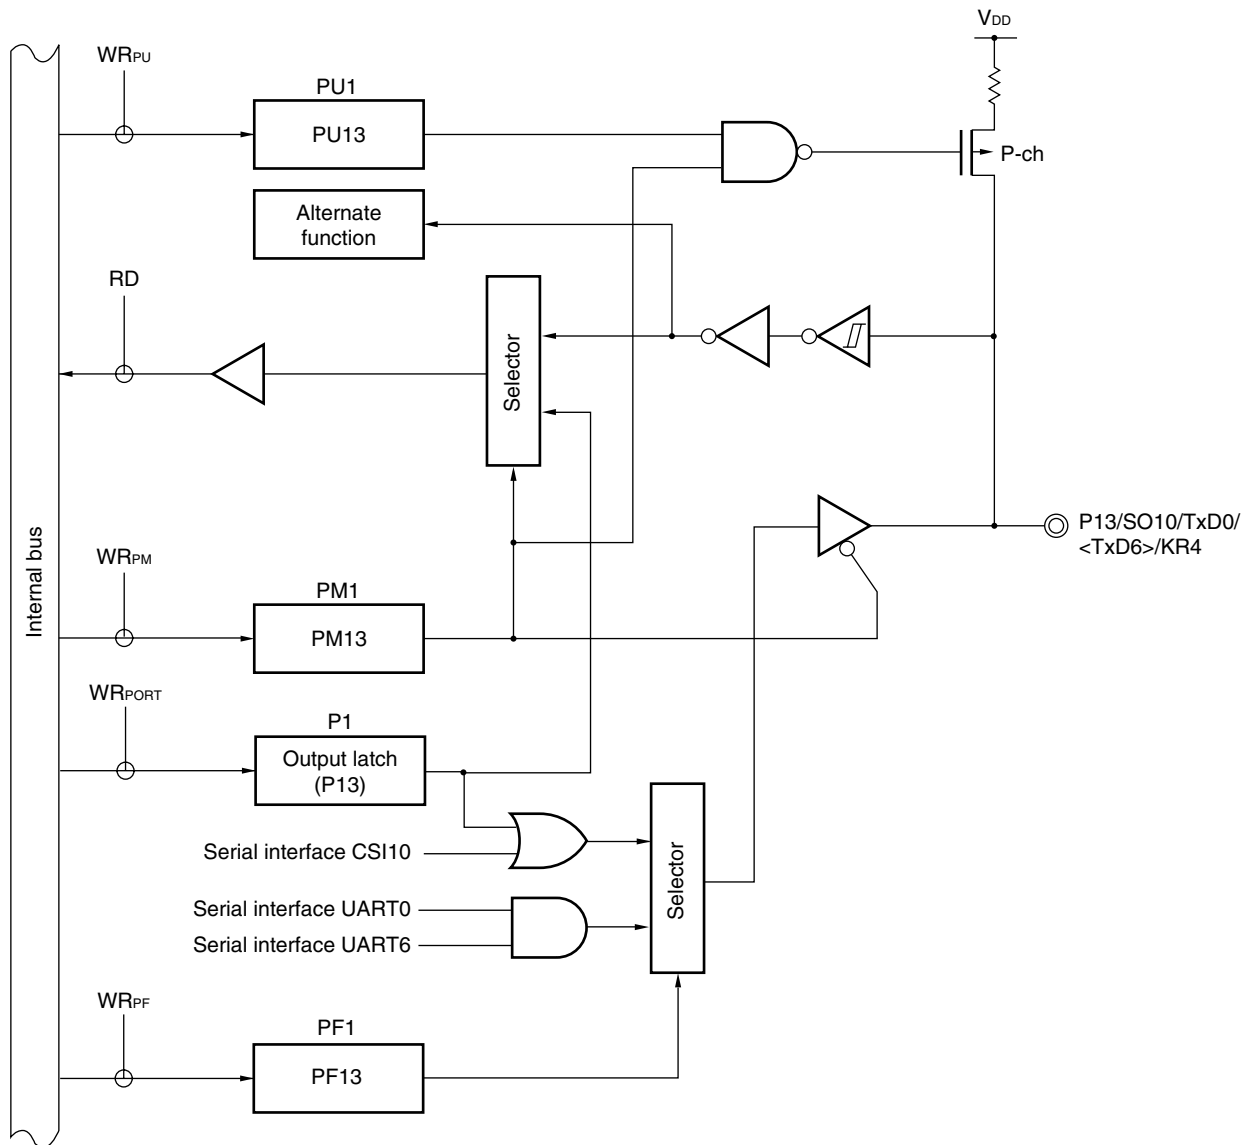 VDD
WRPU
PU1
PU13
P-ch
Alternate
function
RD
Selector
P13/SO10/TxD0/
<TxD6>/KR4
Internal bus
WRPM
PM1
PM13
WRPORT
P1
Output latch
(P13)
Serial interface CSI10
Selector
Serial interface UART0
Serial interface UART6
WRPF
PF1
PF13